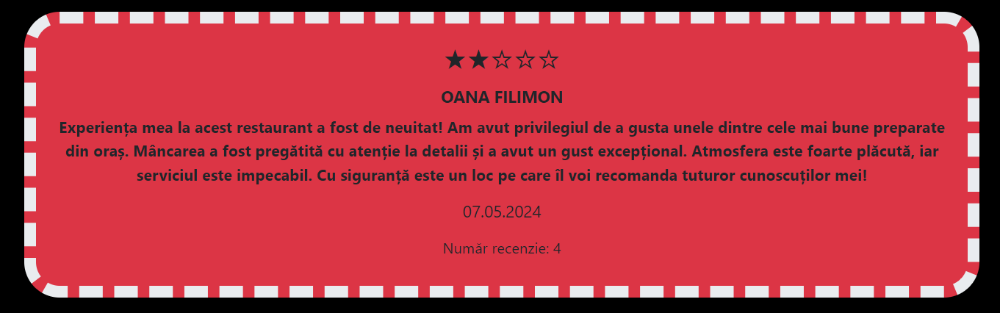 ★★☆☆☆
OANA FILIMON
Experiența mea la acest restaurant a fost de neuitat! Am avut privilegiul de a gusta unele dintre cele mai bune preparate
din oraș. Mâncarea a fost pregătită cu atenție la detalii și a avut un gust excepțional. Atmosfera este foarte plăcută, iar
serviciul este impecabil. Cu siguranță este un loc pe care îl voi recomanda tuturor cunoscuților mei!
07.05.2024
Număr recenzie: 4